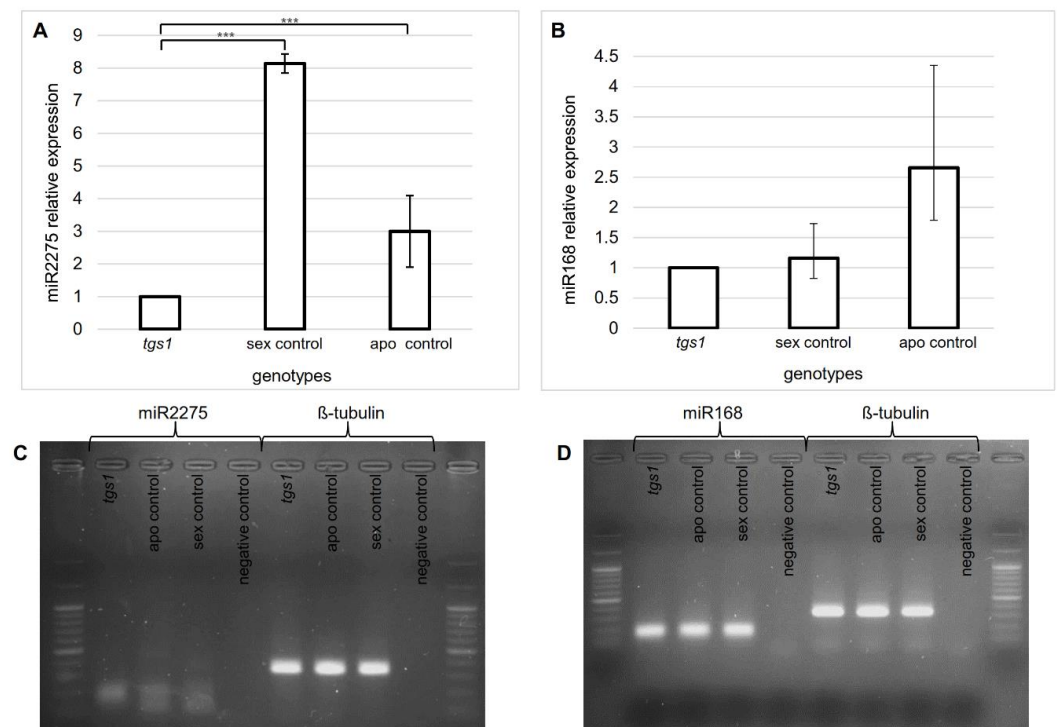 A
miR2275 relative expression
9
8
7
6
5
4
3
2
1
0
***
***
tgs1
sex control
apo control
genotypes
B
miR168 relative expression
4.5
4
3.5
3
2.5
2
1.5
1
0.5
0
tgs1
sex control
apo control
genotypes
C
miR2275
ß-tubulin
tgs1
apo control
sex control
negative control
tgs1
apo control
sex control
negative control
D
miR168
ß-tubulin
tgs1
apo control
sex control
negative control
tgs1
apo control
sex control
negative control